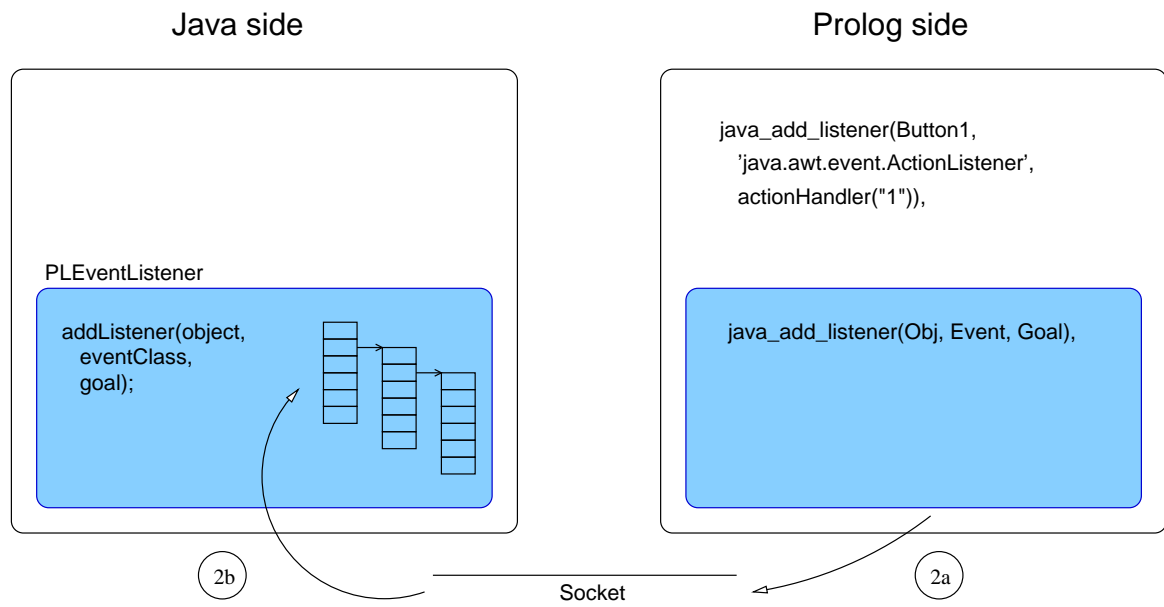 Java side
Prolog side
java_add_listener(Button1,
’java.awt.event.ActionListener’,
actionHandler("1")),
PLEventListener
addListener(object,
eventClass,
goal);
java_add_listener(Obj, Event, Goal),
2b
Socket
2a